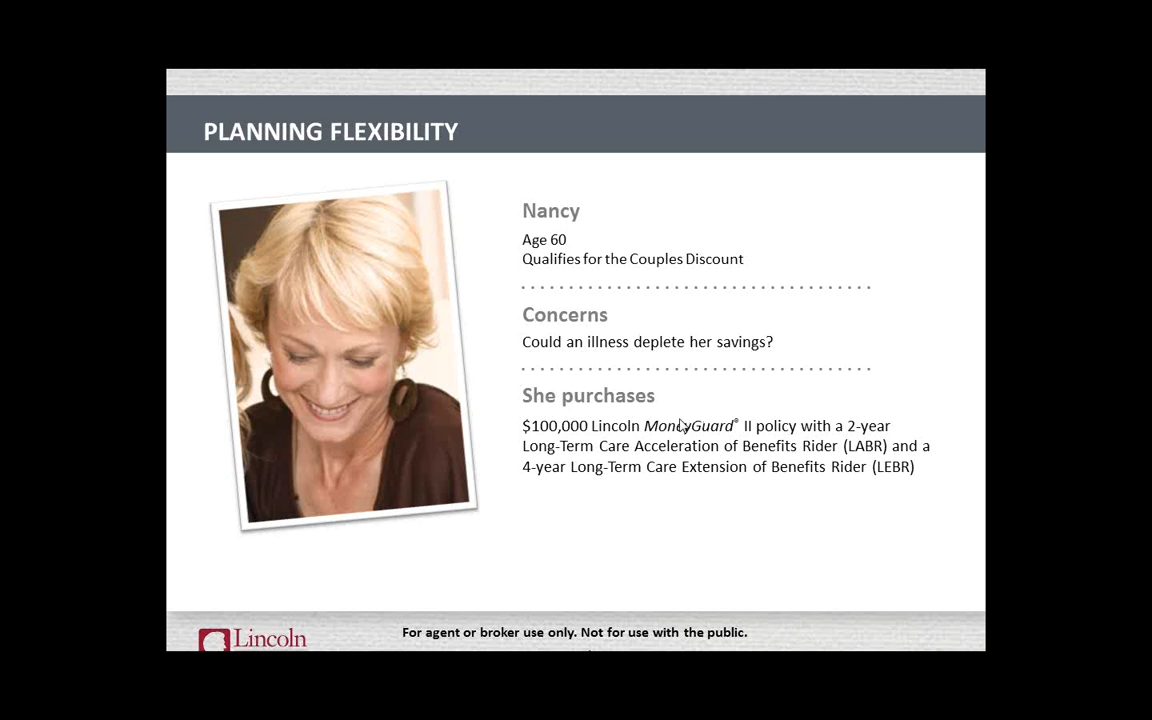 PLANNING FLEXIBILITY
Nancy
Age 60
Qualifies for the Couples Discount
Concerns
Could an illness deplete her savings?
She purchases
$100,000 Lincoln MoneyGuard® II policy with a 2-year
Long-Term Care Acceleration of Benefits Rider (LABR) and a
4-year Long-Term Care Extension of Benefits Rider (LEBR)
For agent or broker use only. Not for use with the public.
Lincoln